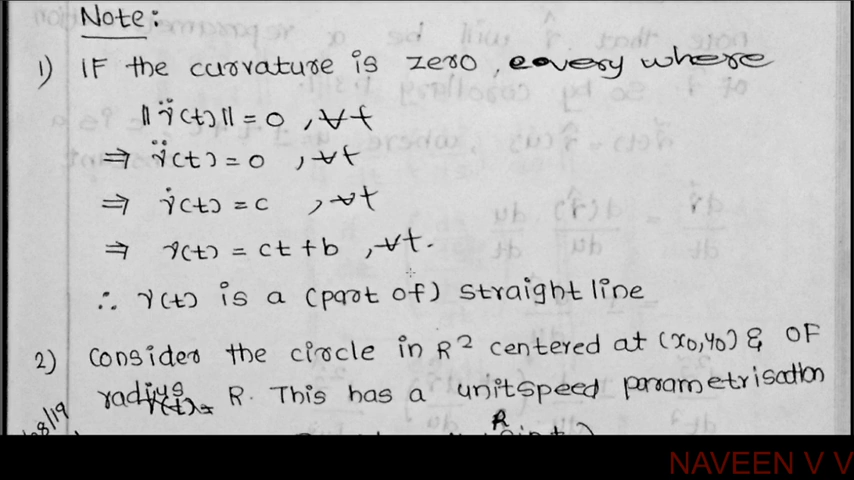 Note:
1) IF the curvature is zero, eavery where
‖γ̈(t)‖ = 0 , ∀t
⇒ γ̈(t) = 0 , ∀t
⇒ γ̇(t) = c , ∀t
⇒ γ(t) = ct + b , ∀t.
∴ γ(t) is a (part of) straight line
2) Consider the circle in R² centered at (x₀,y₀) & OF
radius R. This has a unitspeed parametrisation
γ(t)=
R
NAVEEN V V